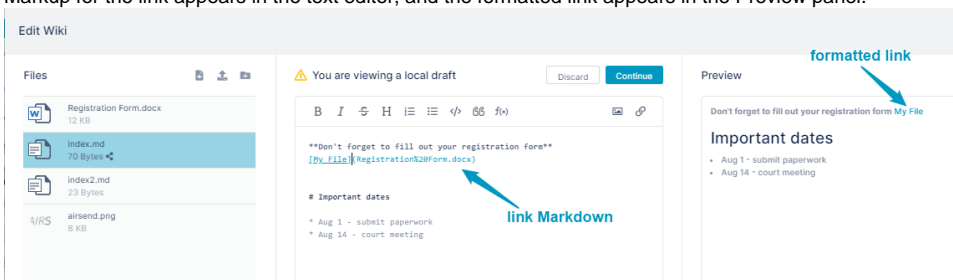 Markup for the link appears in the text editor, and the formatted link appears in the Preview panel.
Edit Wiki
formatted link
Files
You are viewing a local draft
Discard
Continue
Preview
Registration Form.docx
12 KB
index.md
70 Bytes
index2.md
23 Bytes
airsend.png
8 KB
B I S H </> f(x)
**Don't forget to fill out your registration form**
[My File](Registration%20Form.docx)
# Important dates
* Aug 1 - submit paperwork
* Aug 14 - court meeting
link Markdown
Don't forget to fill out your registration form My File
Important dates
• Aug 1 - submit paperwork
• Aug 14 - court meeting